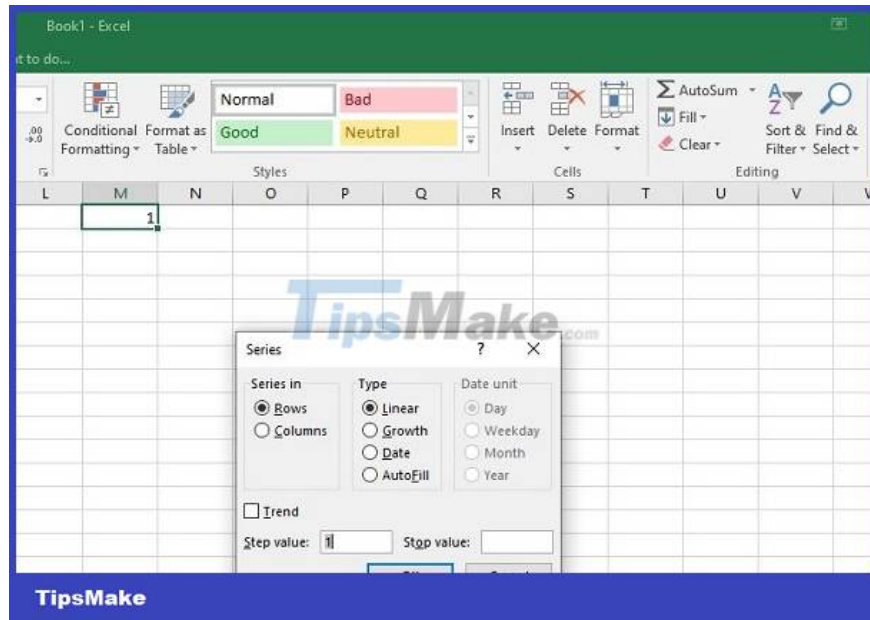 Book1 - Excel
t to do...
Conditional Formatting
Format as Table
Normal
Bad
Good
Neutral
Insert
Delete
Format
AutoSum
Fill
Clear
Sort & Filter
Find & Select
Styles
Cells
Editing
L M N O P Q R S T U V
1
TipsMake.com
Series ?
Series in
Rows
Columns
Type
Linear
Growth
Date
AutoFill
Date unit
Day
Weekday
Month
Year
Trend
Step value: 1
Stop value:
TipsMake